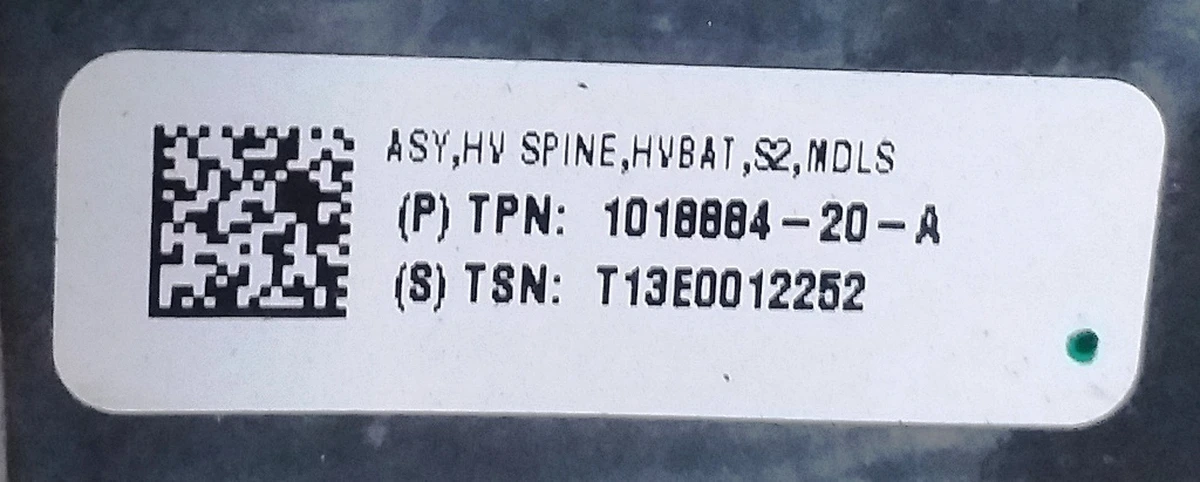 ASY,HV SPINE,HVBAT,S2,MDLS
(P) TPN: 1018884-20-A
(S) TSN: T13E0012252